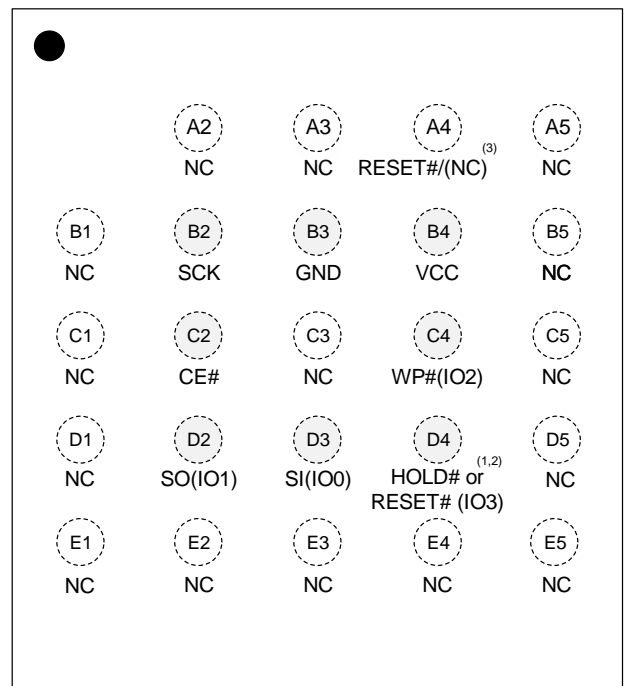 A2 A3 A4 A5
(3)
NC NC RESET#/(NC) NC
B1 B2 B3 B4 B5
NC SCK GND VCC NC
C1 C2 C3 C4 C5
NC CE# NC WP#(IO2) NC
D1 D2 D3 D4 D5
(1,2)
NC SO(IO1) SI(IO0) HOLD# or NC
RESET# (IO3)
E1 E2 E3 E4 E5
NC NC NC NC NC